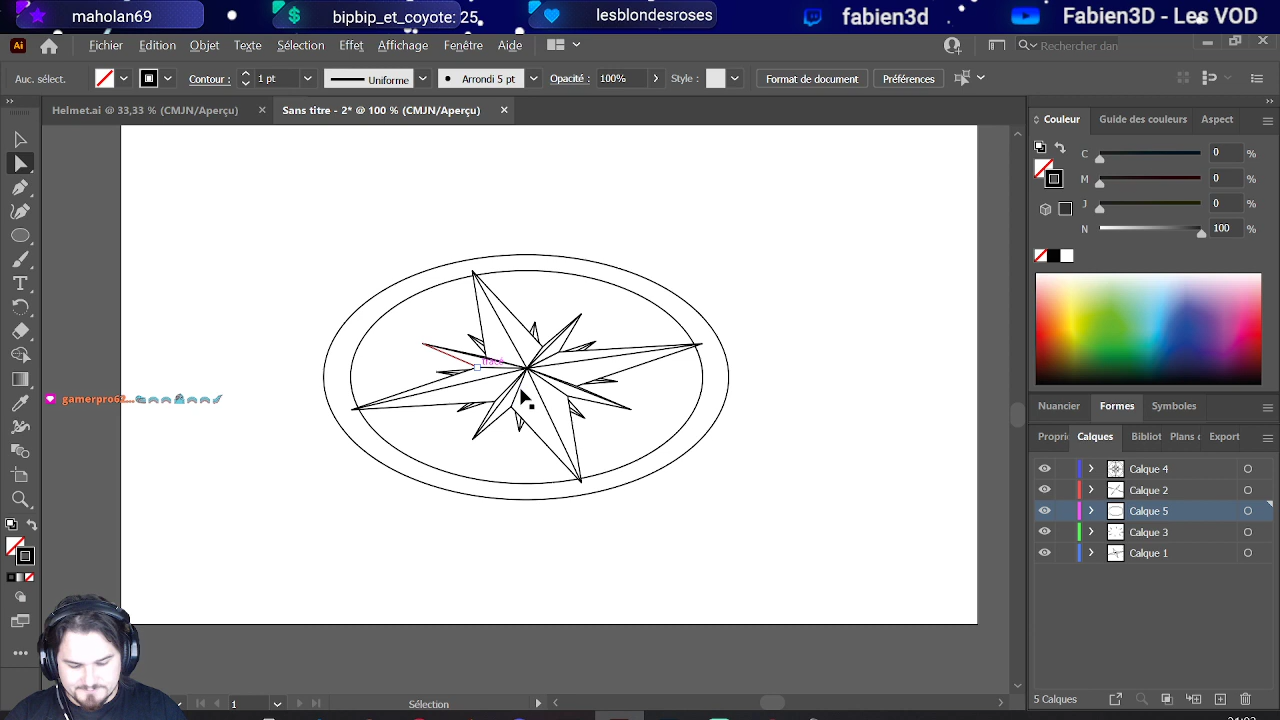 maholan69
bipbip_et_coyote: 25
lesblondesroses
fabien3d
Fabien3D - Les VOD
Ai
Fichier
Edition
Objet
Texte
Sélection
Effet
Affichage
Fenêtre
Aide
Rechercher dan
Auc. sélect.
Contour :
1 pt
Uniforme
Arrondi 5 pt
Opacité :
100%
Style :
Format de document
Préférences
Helmet.ai @ 33,33 % (CMJN/Aperçu)
Sans titre - 2* @ 100 % (CMJN/Aperçu)
Couleur
Guide des couleurs
Aspect
C
0
%
M
0
%
J
0
%
N
100
%
tracé
gamerpro62...
Nuancier
Formes
Symboles
Propri
Calques
Bibliot
Plans d
Export
Calque 4
Calque 2
Calque 5
Calque 3
Calque 1
1
Sélection
5 Calques